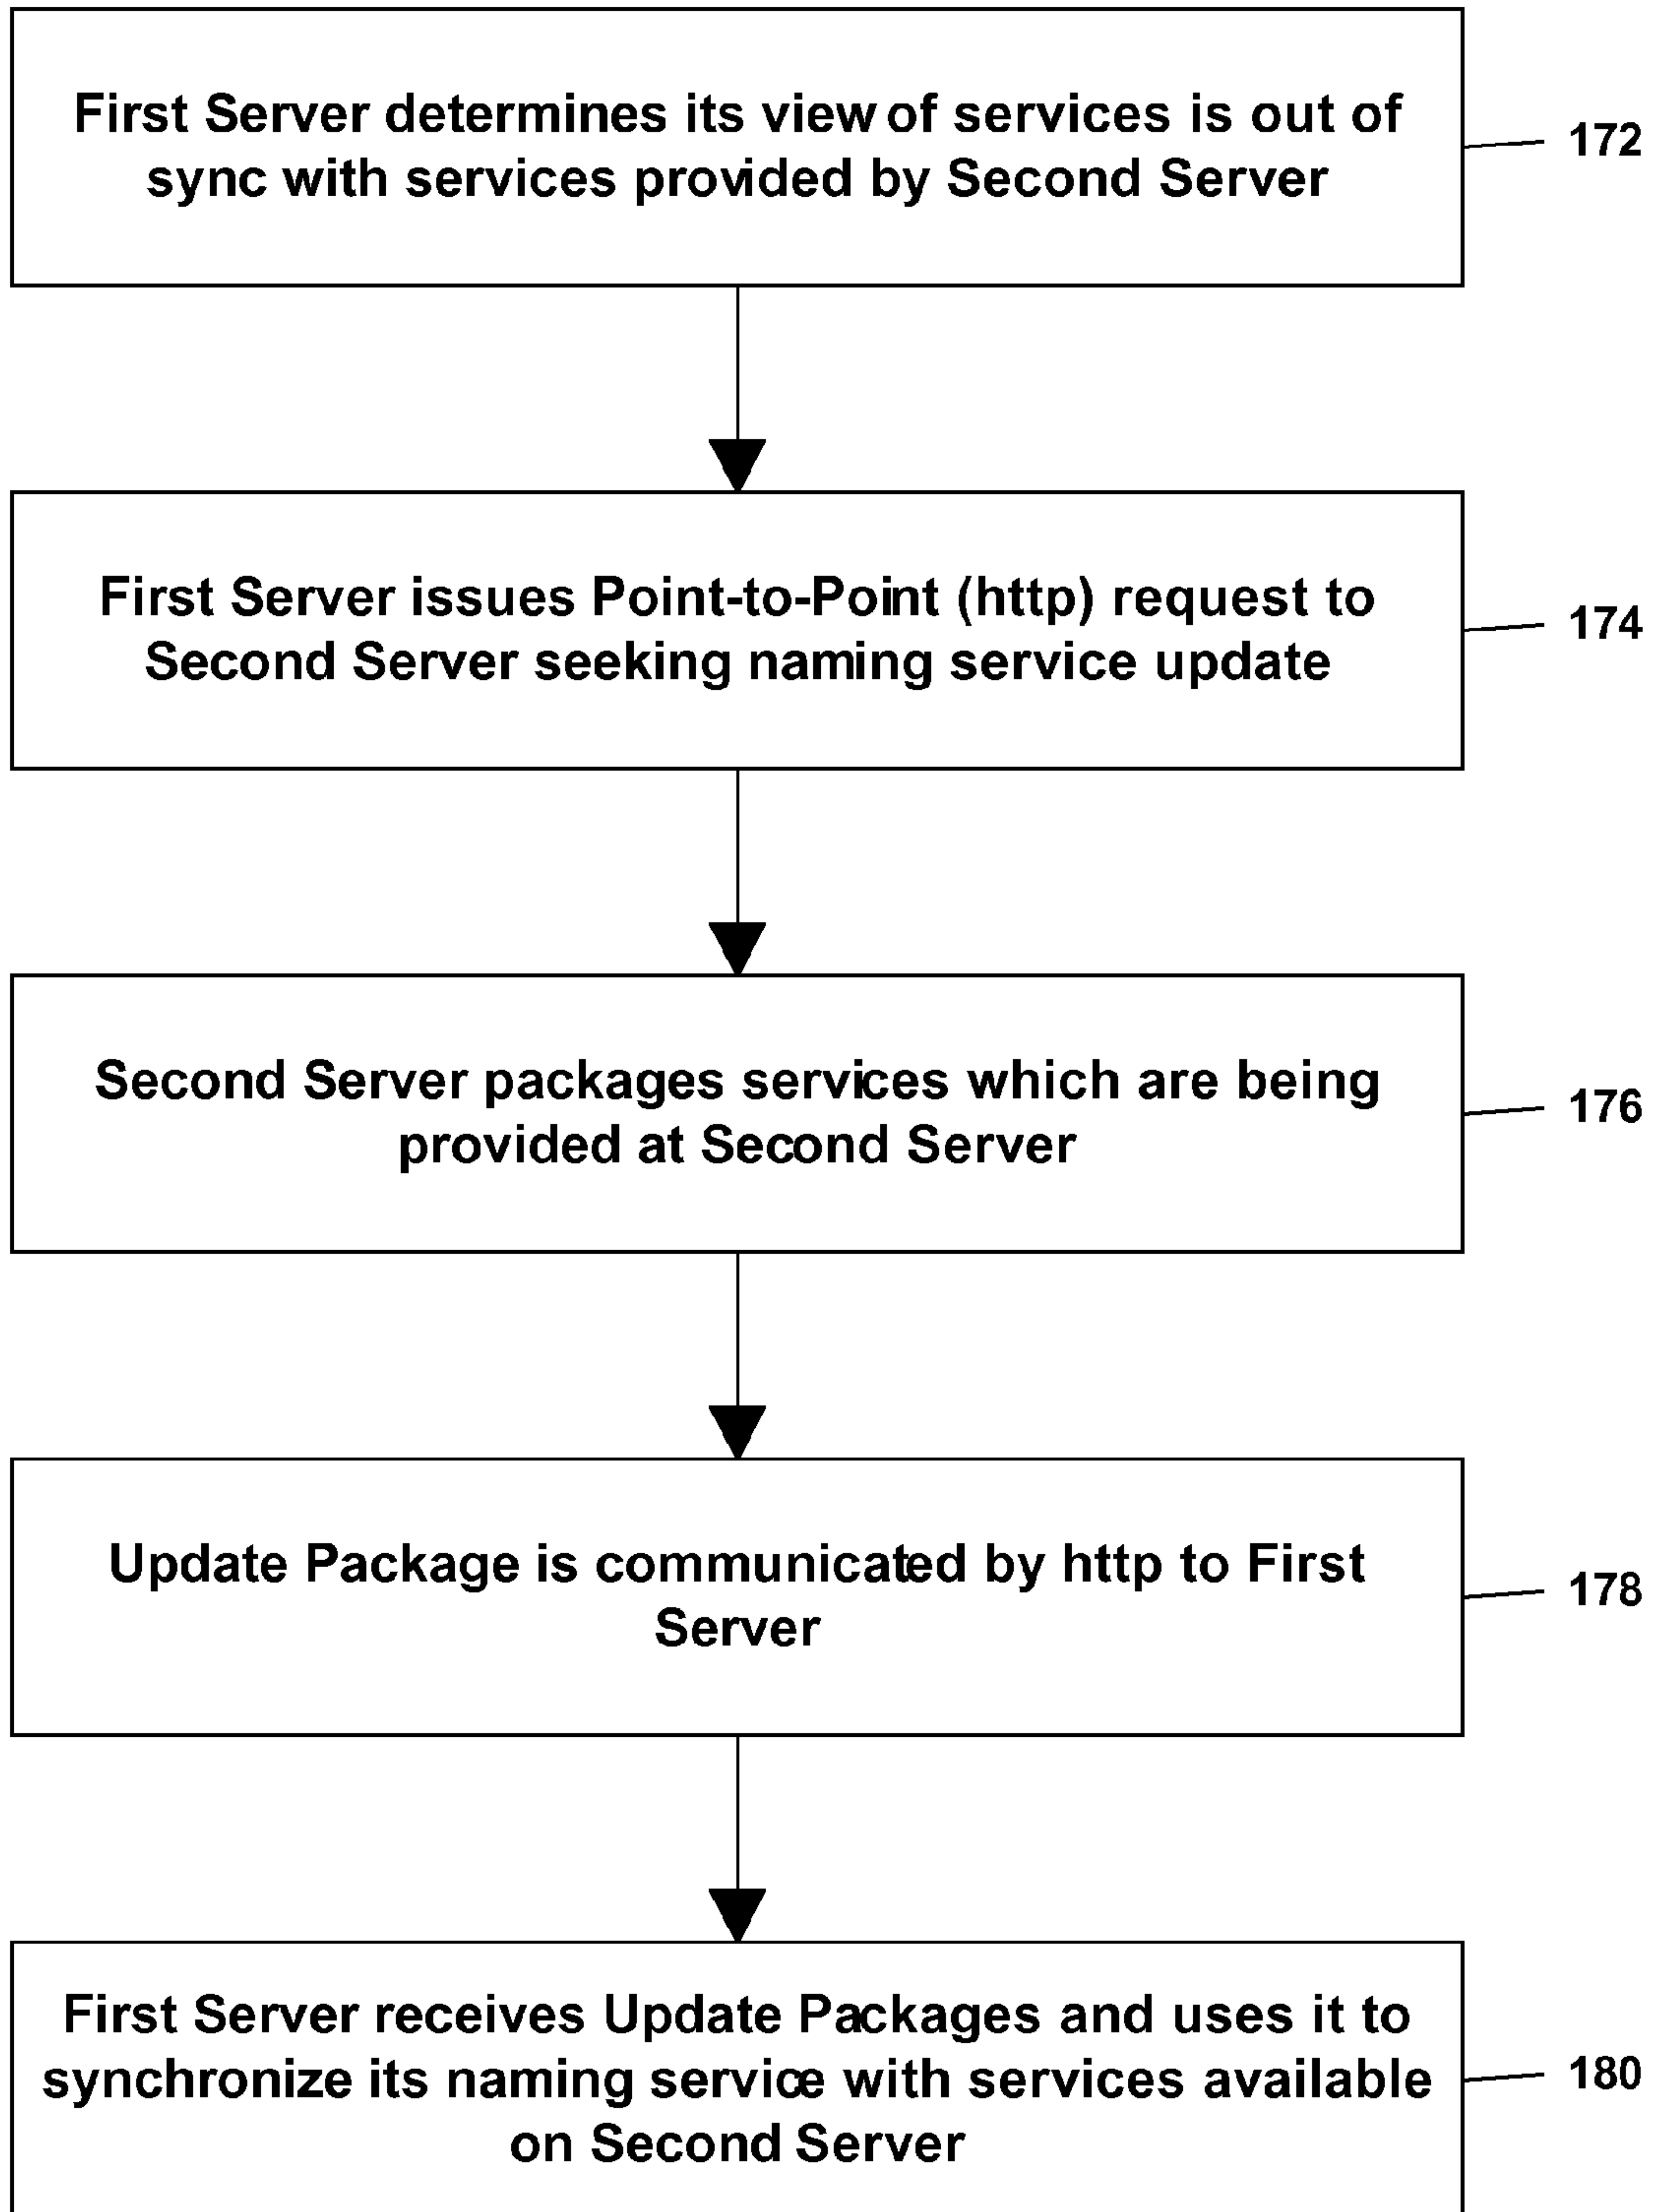 First Server determines its view of services is out of
sync with services provided by Second Server
172
First Server issues Point-to-Point (http) request to
Second Server seeking naming service update
174
Second Server packages services which are being
provided at Second Server
176
Update Package is communicated by http to First
Server
178
First Server receives Update Packages and uses it to
synchronize its naming service with services available
on Second Server
180